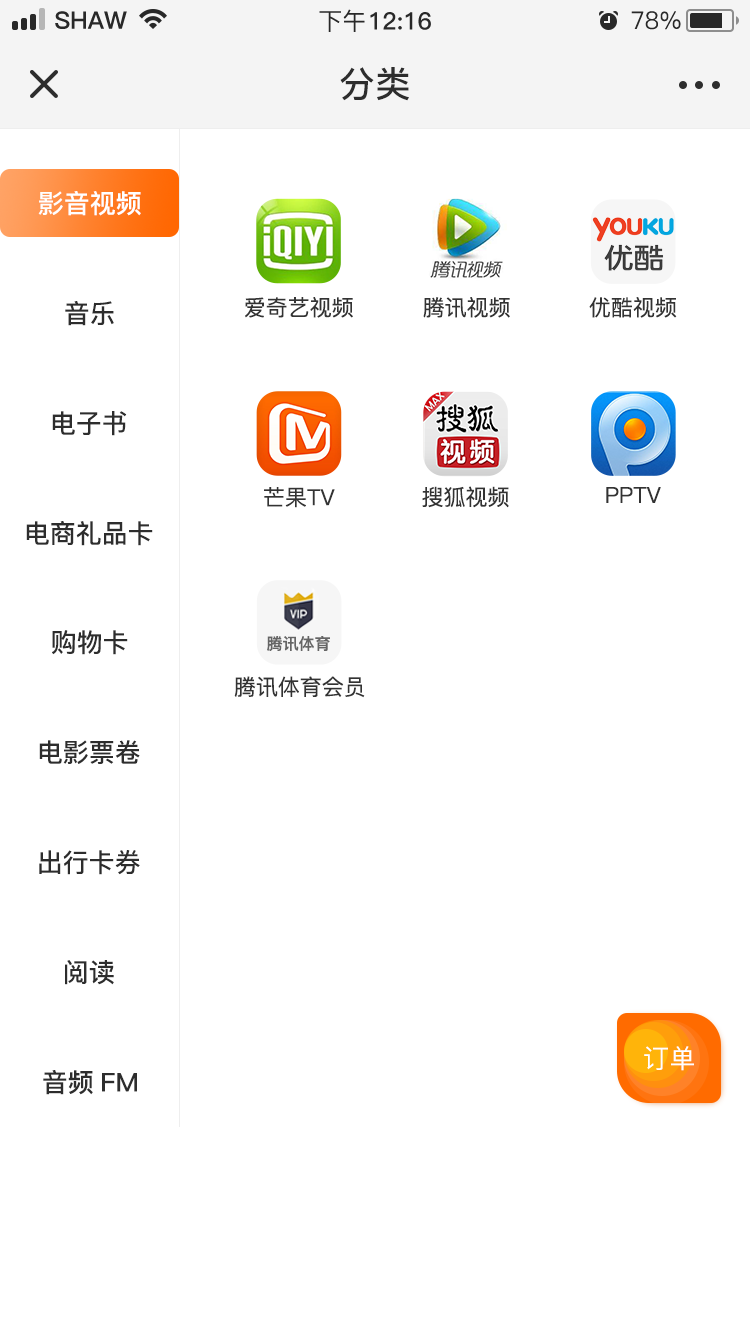 SHAW
下午12:16
78%
分类
影音视频
音乐
电子书
电商礼品卡
购物卡
电影票卷
出行卡券
阅读
音频 FM
iQIYI
爱奇艺视频
腾讯视频
腾讯视频
YOUKU
优酷
优酷视频
芒果TV
MAX
搜狐
视频
搜狐视频
PPTV
VIP
腾讯体育
腾讯体育会员
订单